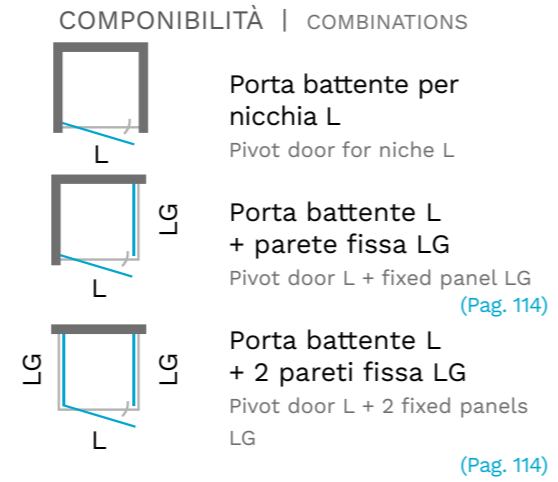 COMPONIBILITÀ | COMBINATIONS
Porta battente per
nicchia L
Pivot door for niche L
L
Porta battente L
+ parete fissa LG
Pivot door L + fixed panel LG
(Pag. 114)
LG
L
Porta battente L
+ 2 pareti fissa LG
Pivot door L + 2 fixed panels
LG
(Pag. 114)
LG
LG
L